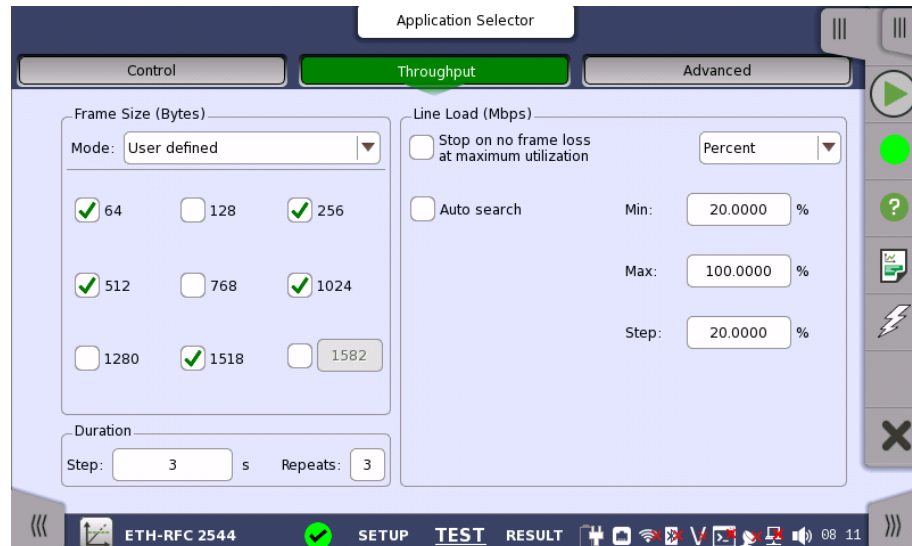 Application Selector
Control
Throughput
Advanced
Frame Size (Bytes)
Mode: User defined
64 128 256
512 768 1024
1280 1518 1582
Duration
Step: 3 s Repeats: 3
Line Load (Mbps)
Stop on no frame loss
at maximum utilization
Percent
Auto search
Min: 20.0000 %
Max: 100.0000 %
Step: 20.0000 %
ETH-RFC 2544 SETUP TEST RESULT 08 11